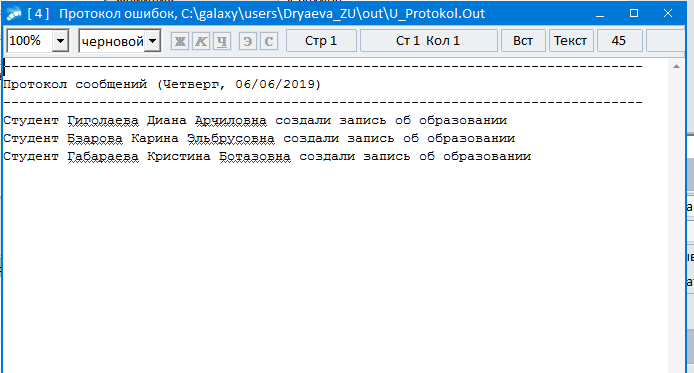 [ 4 ] Протокол ошибок, C:\galaxy\users\Dryaeva_ZU\out\U_Protokol.Out
100% черновой Ж К Ч Э С Стр 1 Ст 1 Кол 1 Вст Текст 45
Протокол сообщений (Четверг, 06/06/2019)
Студент Гиголаева Диана Арчиловна создали запись об образовании
Студент Бзарова Карина Эльбрусовна создали запись об образовании
Студент Габараева Кристина Ботазовна создали запись об образовании